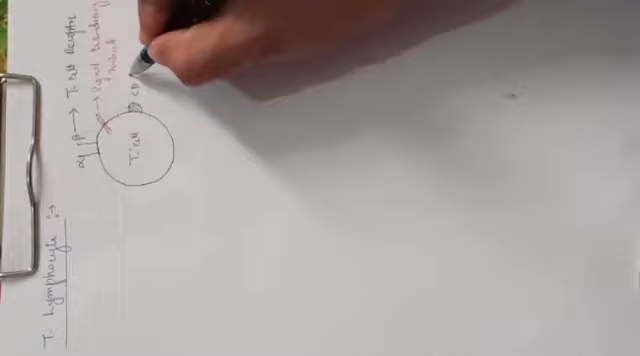 T. Lymphocyte :→
α β → T. cell Receptor
→ Signal transducing
T. cell
CD